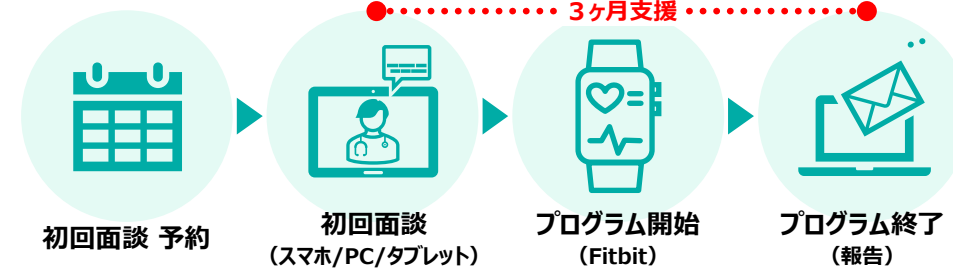 3ヶ月支援
初回面談 予約
初回面談
（スマホ/PC/タブレット）
プログラム開始
（Fitbit）
プログラム終了
（報告）